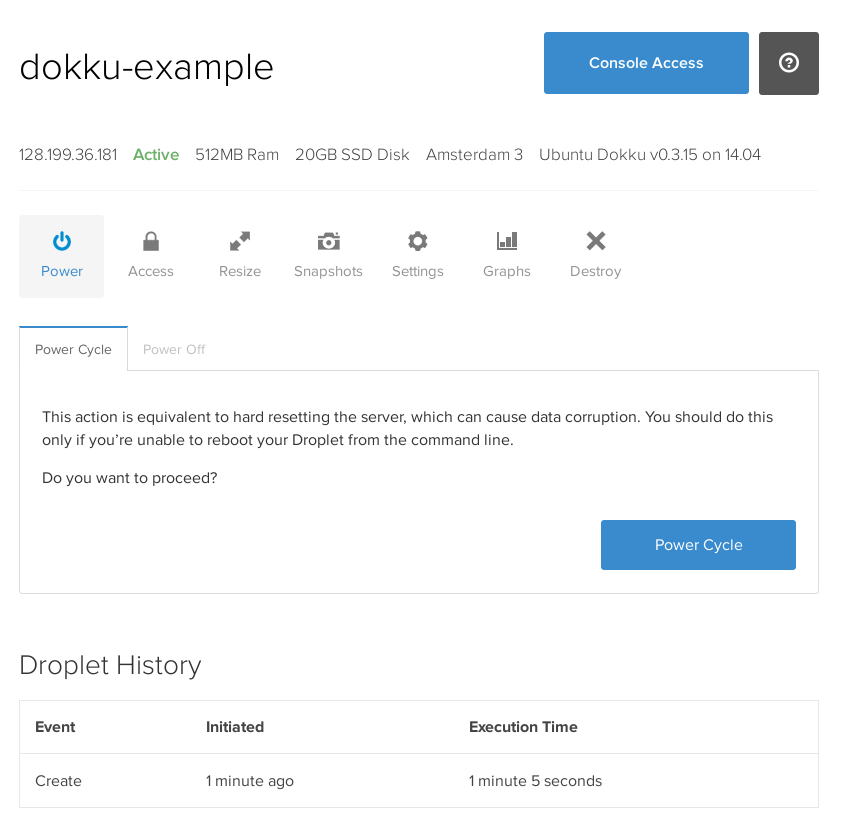 dokku-example
Console Access
128.199.36.181 Active 512MB Ram 20GB SSD Disk Amsterdam 3 Ubuntu Dokku v0.3.15 on 14.04
Power Access Resize Snapshots Settings Graphs Destroy
Power Cycle Power Off
This action is equivalent to hard resetting the server, which can cause data corruption. You should do this
only if you’re unable to reboot your Droplet from the command line.
Do you want to proceed?
Power Cycle
Droplet History
Event Initiated Execution Time
Create 1 minute ago 1 minute 5 seconds